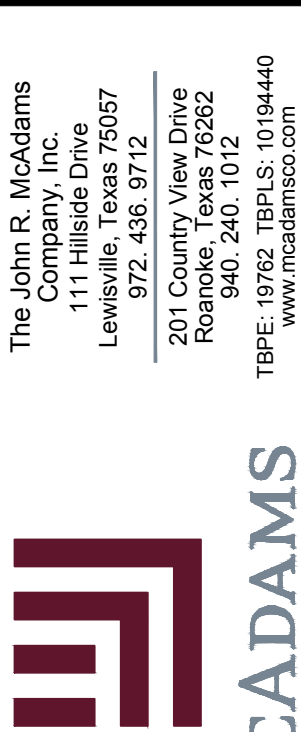 The John R. McAdams
Company, Inc.
111 Hillside Drive
Lewisville, Texas 75057
972. 436. 9712
201 Country View Drive
Roanoke, Texas 76262
940. 240. 1012
TBPE: 19762 TBPLS: 10194440
www.mcadamsco.com
CADAMS